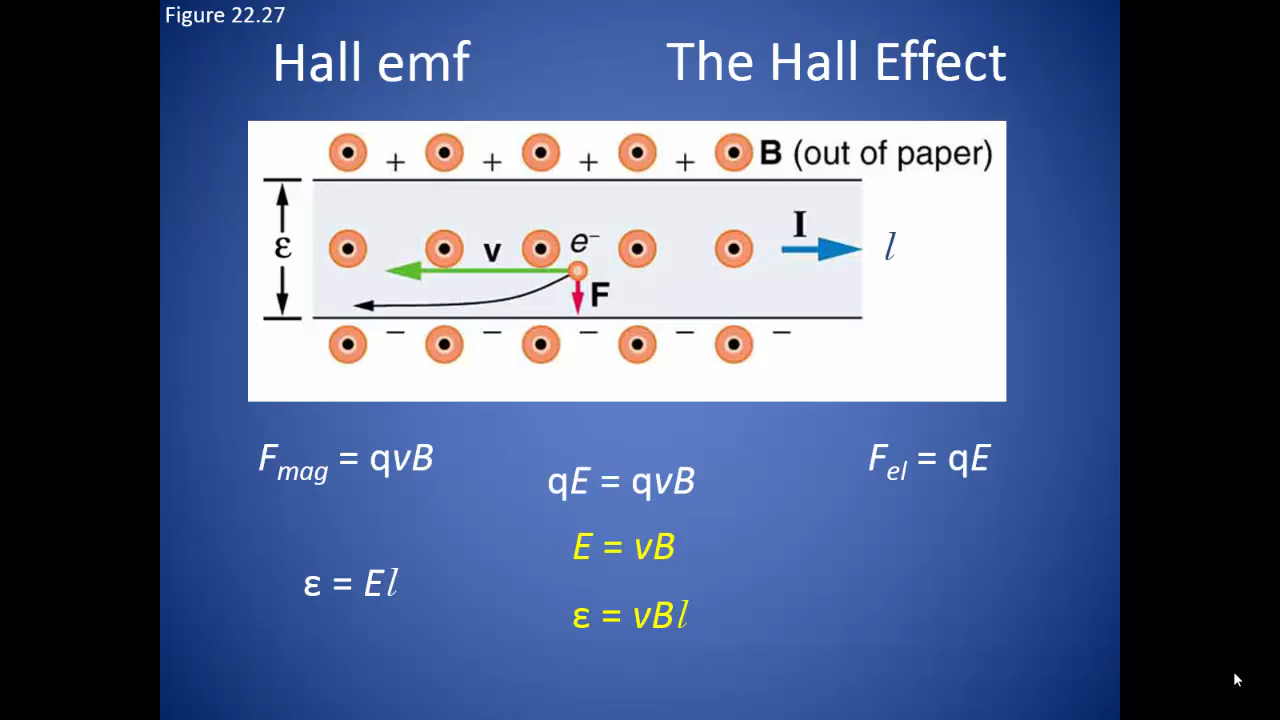 Figure 22.27
Hall emf
The Hall Effect
+ + + +
B (out of paper)
ε
v
e⁻
I
l
F
− − − − −
F_mag = qvB
F_el = qE
qE = qvB
E = vB
ε = El
ε = vBl